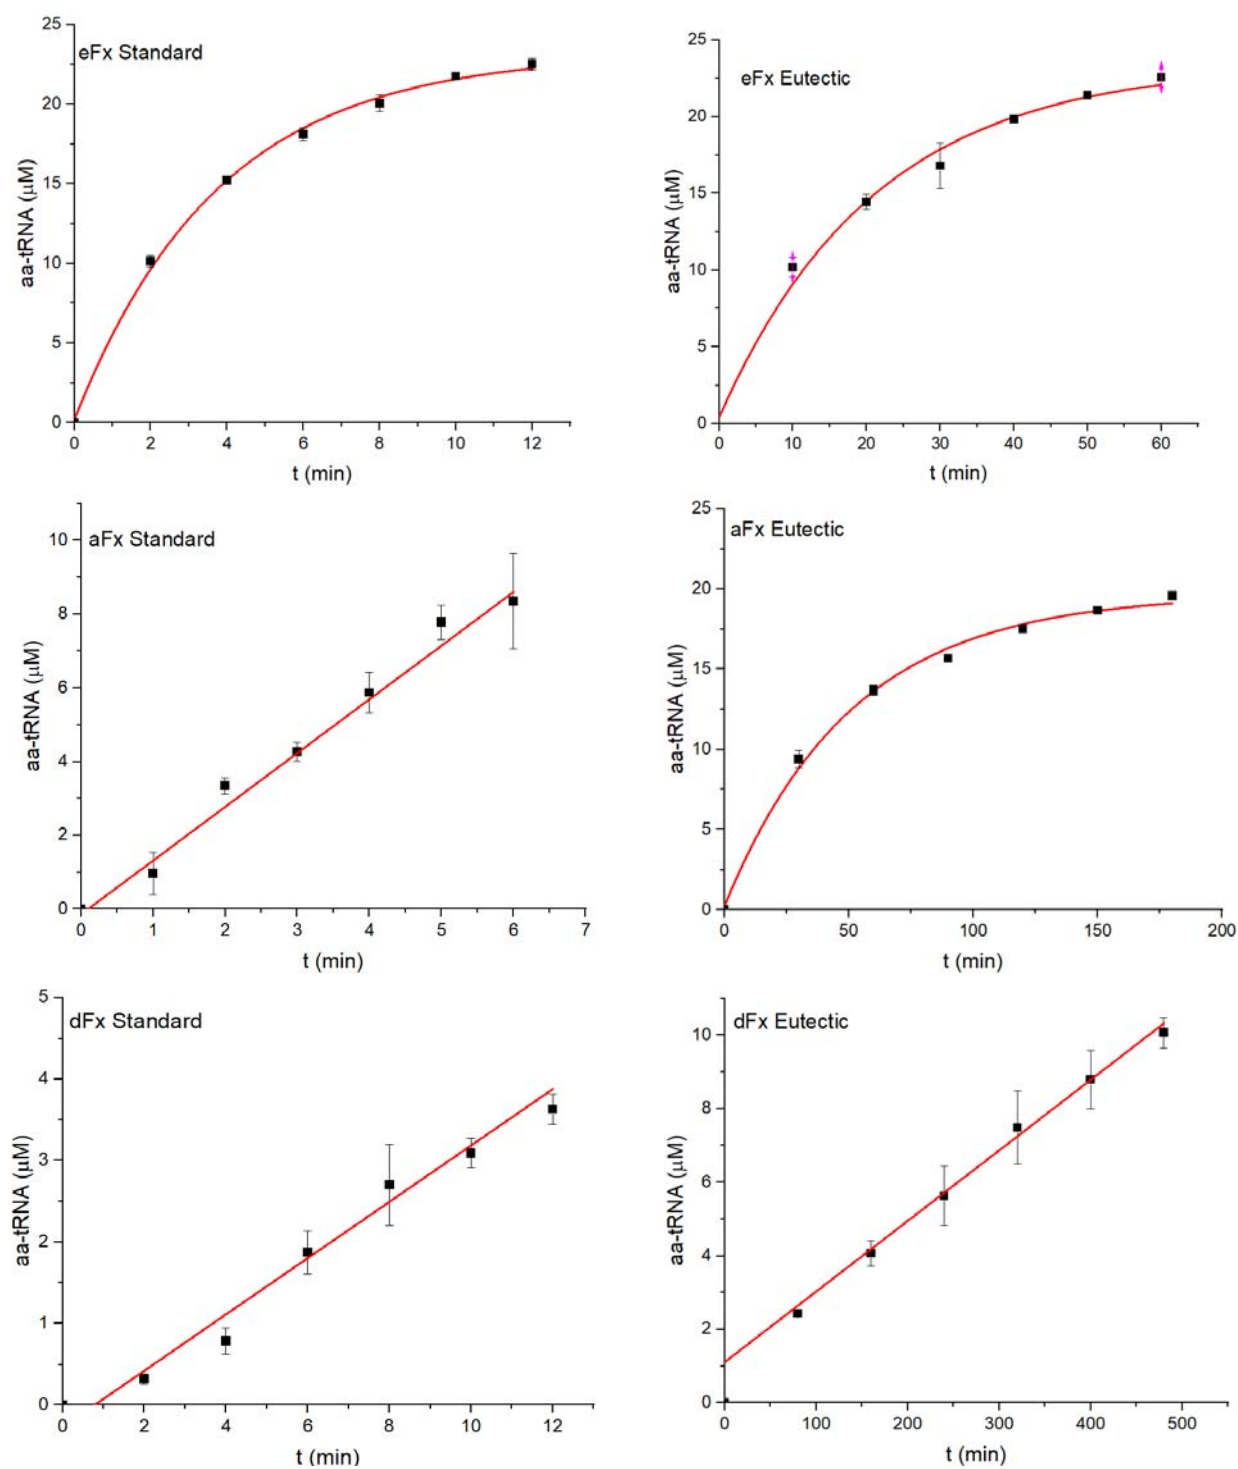 eFx Standard
25
20
15
10
5
0
aa-tRNA (μM)
0 2 4 6 8 10 12
t (min)
eFx Eutectic
25
20
15
10
5
0
aa-tRNA (μM)
0 10 20 30 40 50 60
t (min)
aFx Standard
10
8
6
4
2
0
aa-tRNA (μM)
0 1 2 3 4 5 6 7
t (min)
aFx Eutectic
25
20
15
10
5
0
aa-tRNA (μM)
0 50 100 150 200
t (min)
dFx Standard
5
4
3
2
1
0
aa-tRNA (μM)
0 2 4 6 8 10 12
t (min)
dFx Eutectic
10
8
6
4
2
0
aa-tRNA (μM)
0 100 200 300 400 500
t (min)